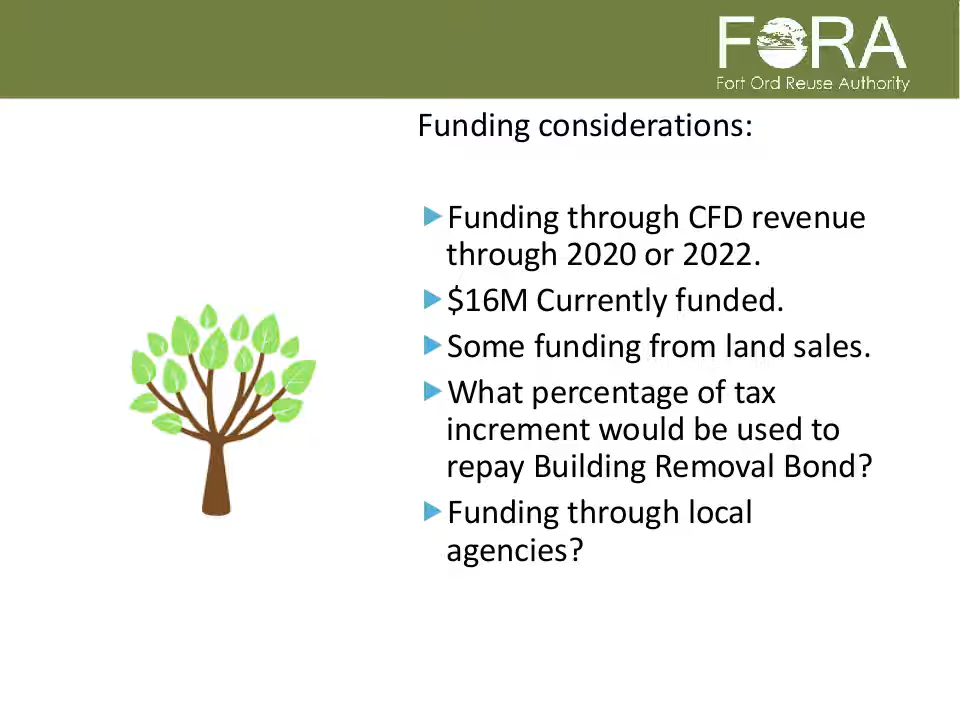 FORA
Fort Ord Reuse Authority
Funding considerations:
Funding through CFD revenue
through 2020 or 2022.
$16M Currently funded.
Some funding from land sales.
What percentage of tax
increment would be used to
repay Building Removal Bond?
Funding through local
agencies?